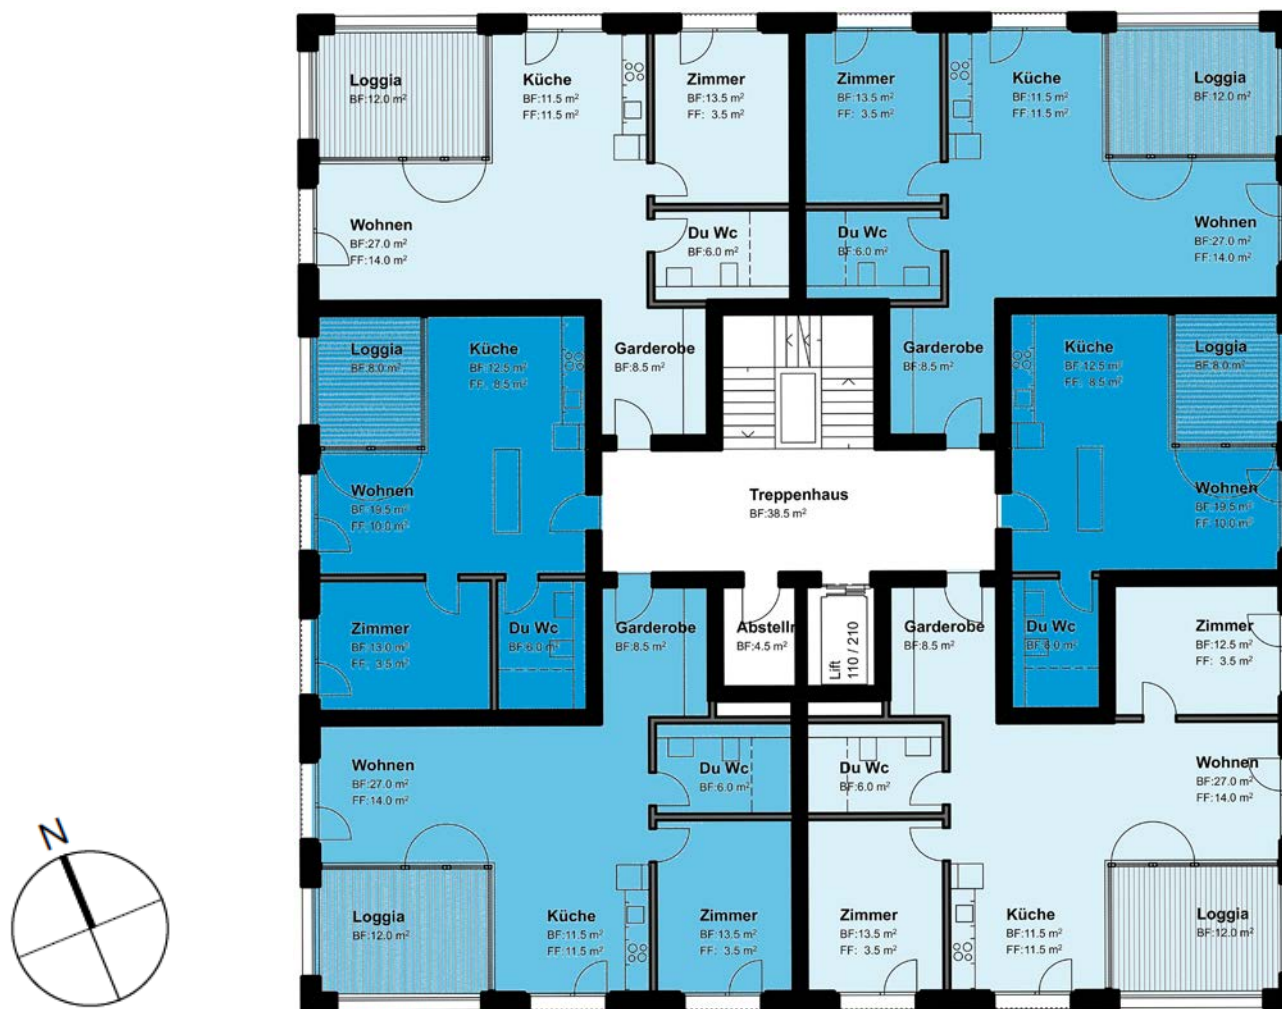 Loggia
BF:12.0 m²
Küche
BF:11.5 m²
FF:11.5 m²
Zimmer
BF:13.5 m²
FF: 3.5 m²
Zimmer
BF:13.5 m²
FF: 3.5 m²
Küche
BF:11.5 m²
FF:11.5 m²
Loggia
BF:12.0 m²
Wohnen
BF:27.0 m²
FF:14.0 m²
Du Wc
BF:6.0 m²
Du Wc
BF:6.0 m²
Wohnen
BF:27.0 m²
FF:14.0 m²
Loggia
BF:8.0 m²
Küche
BF:12.5 m²
FF: 8.5 m²
Garderobe
BF:8.5 m²
Garderobe
BF:8.5 m²
Küche
BF:12.5 m²
FF: 8.5 m²
Loggia
BF:8.0 m²
Wohnen
BF:19.5 m²
FF:10.0 m²
Treppenhaus
BF:38.5 m²
Wohnen
BF:19.5 m²
FF:10.0 m²
Zimmer
BF:13.0 m²
FF: 3.5 m²
Du Wc
BF:6.0 m²
Garderobe
BF:8.5 m²
Abstellr
BF:4.5 m²
Lift
110 / 210
Garderobe
BF:8.5 m²
Du Wc
BF:6.0 m²
Zimmer
BF:12.5 m²
FF: 3.5 m²
Wohnen
BF:27.0 m²
FF:14.0 m²
Du Wc
BF:6.0 m²
Du Wc
BF:6.0 m²
Wohnen
BF:27.0 m²
FF:14.0 m²
N
Loggia
BF:12.0 m²
Küche
BF:11.5 m²
FF:11.5 m²
Zimmer
BF:13.5 m²
FF: 3.5 m²
Zimmer
BF:13.5 m²
FF: 3.5 m²
Küche
BF:11.5 m²
FF:11.5 m²
Loggia
BF:12.0 m²